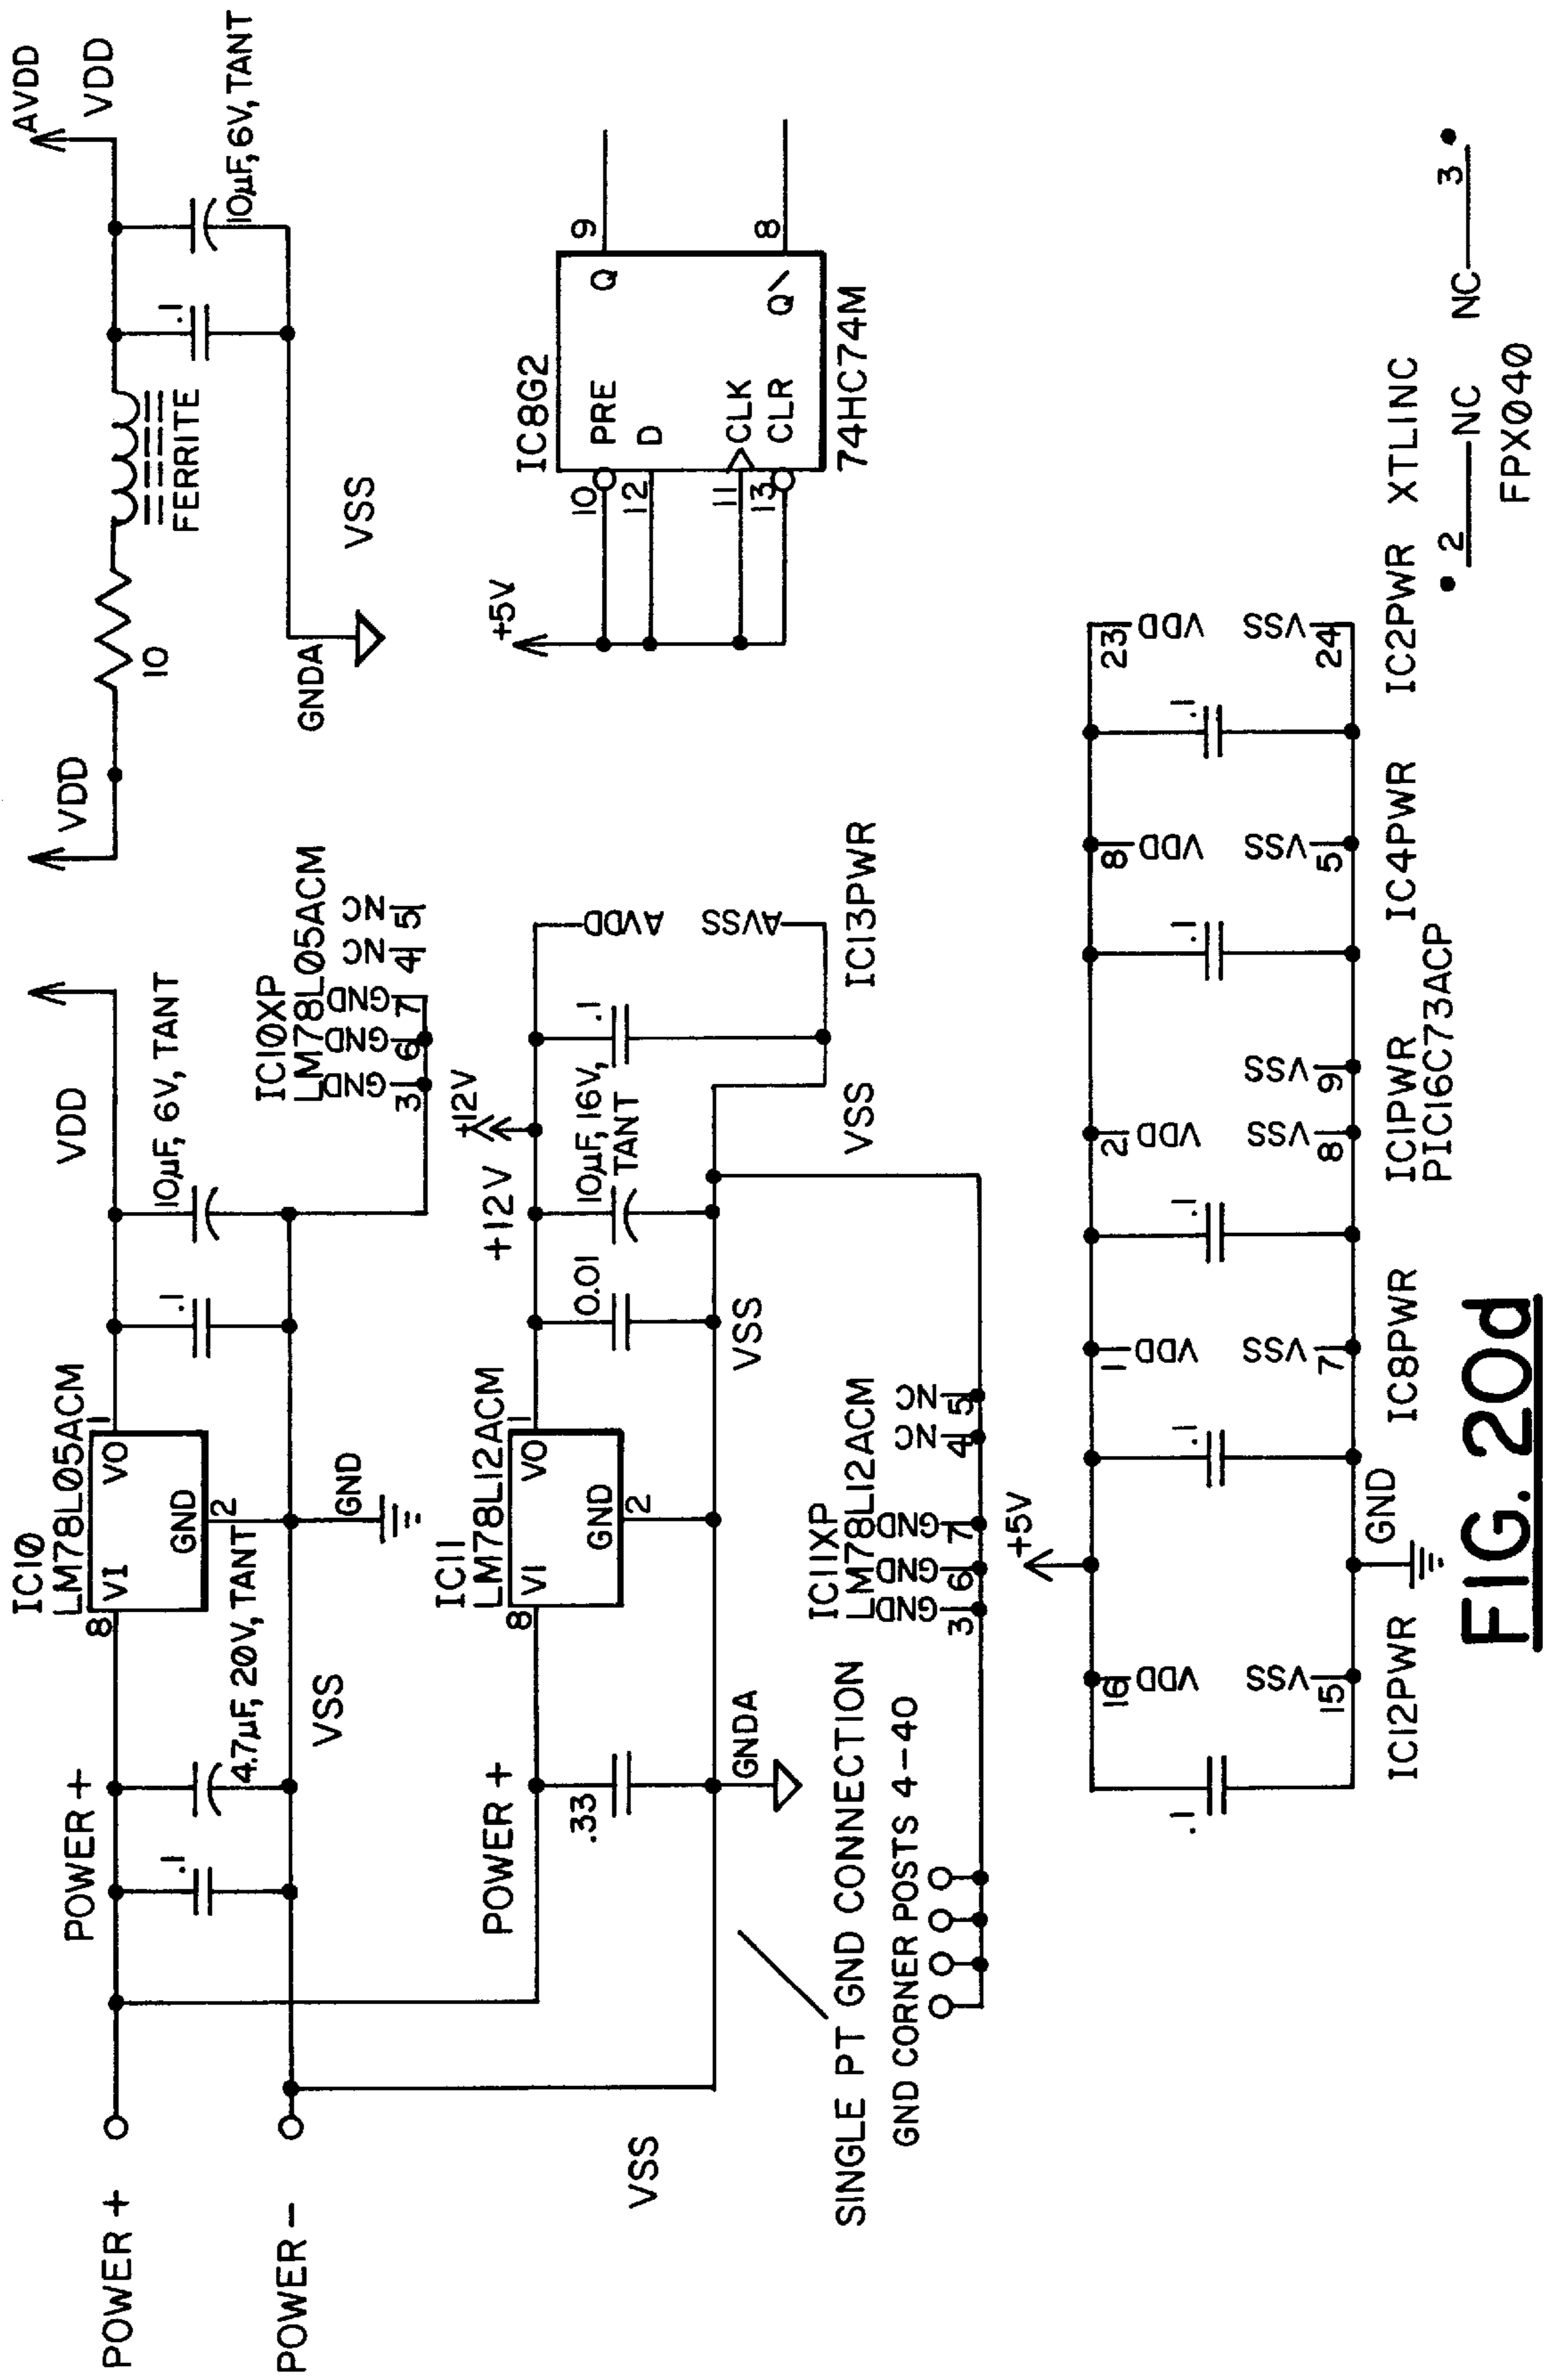 POWER +
POWER -
POWER +
.1
4.7µF, 20V, TANT
VSS
IC10
LM78L05ACM
8
VI
VO
1
GND
2
GND
.1
10µF, 6V, TANT
VDD
IC10XP
LM78L05ACM
GND
GND
GND
NC
NC
3
6
7
4
5
VDD
10
FERRITE
.1
10µF, 6V, TANT
AVDD
VDD
GNDA
VSS
VSS
POWER +
.33
GNDA
IC11
LM78L12ACM
8
VI
VO
1
GND
2
VSS
0.01
+12V
10µF, 16V,
TANT
+12V
.1
AVDD
AVSS
VSS
IC13PWR
SINGLE PT GND CONNECTION
GND CORNER POSTS 4-40
IC11XP
LM78L12ACM
GND
GND
GND
NC
NC
3
6
7
4
5
+5V
IC8G2
10
PRE
12
D
11
CLK
13
CLR
Q
9
Q'
8
74HC74M
+5V
.1
16
VDD
VSS
15
IC12PWR
GND
.1
1
VDD
VSS
7
IC8PWR
.1
21
VDD
VSS
8
VSS
9
IC1PWR
PIC16C73ACP
.1
8
VDD
VSS
5
IC4PWR
.1
23
VDD
VSS
24
IC2PWR
XTLINC
2
NC
NC
3
FPX040
FIG. 20d